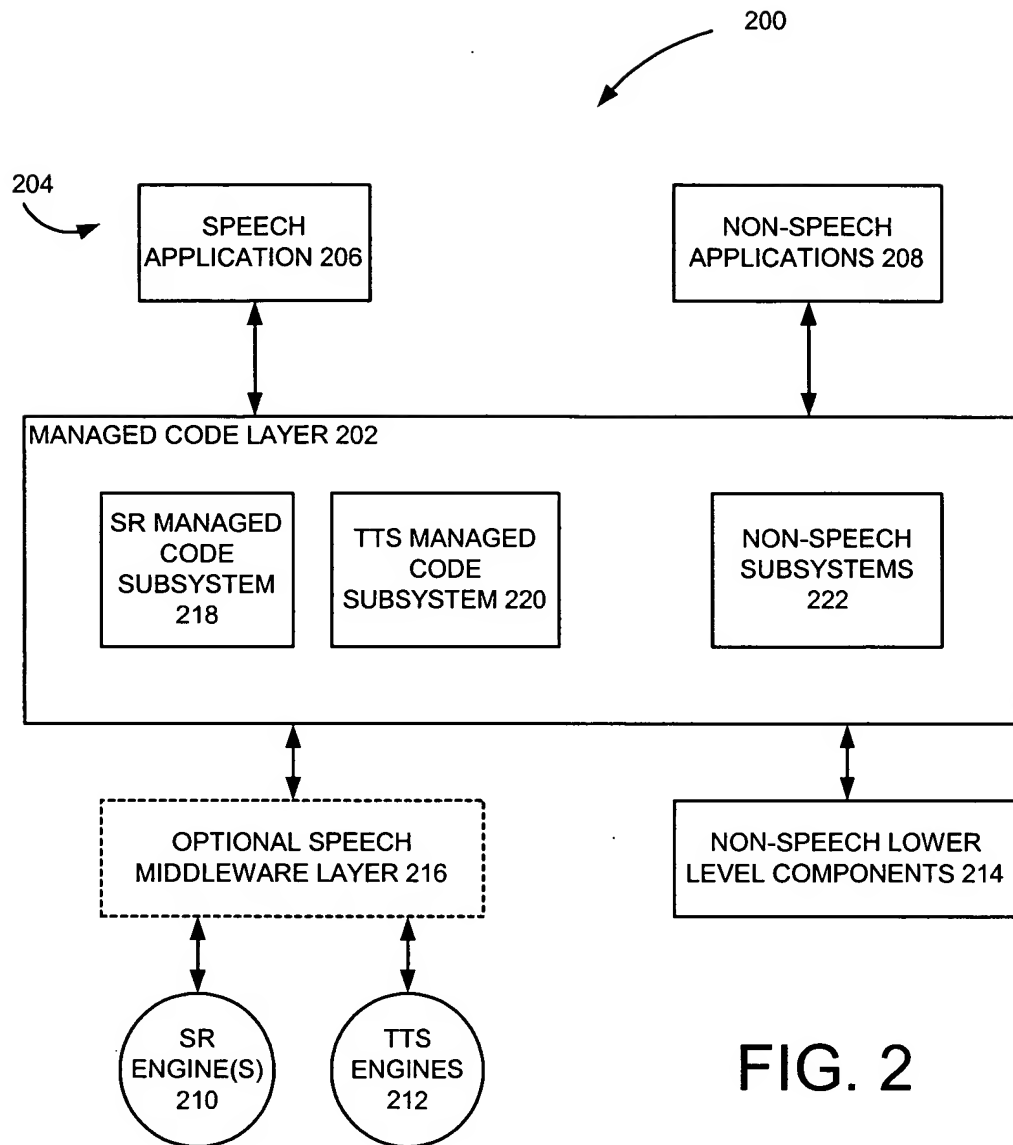 200
204
SPEECH
APPLICATION 206
NON-SPEECH
APPLICATIONS 208
MANAGED CODE LAYER 202
SR MANAGED
CODE
SUBSYSTEM
218
TTS MANAGED
CODE
SUBSYSTEM 220
NON-SPEECH
SUBSYSTEMS
222
OPTIONAL SPEECH
MIDDLEWARE LAYER 216
NON-SPEECH LOWER
LEVEL COMPONENTS 214
SR
ENGINE(S)
210
TTS
ENGINES
212
FIG. 2